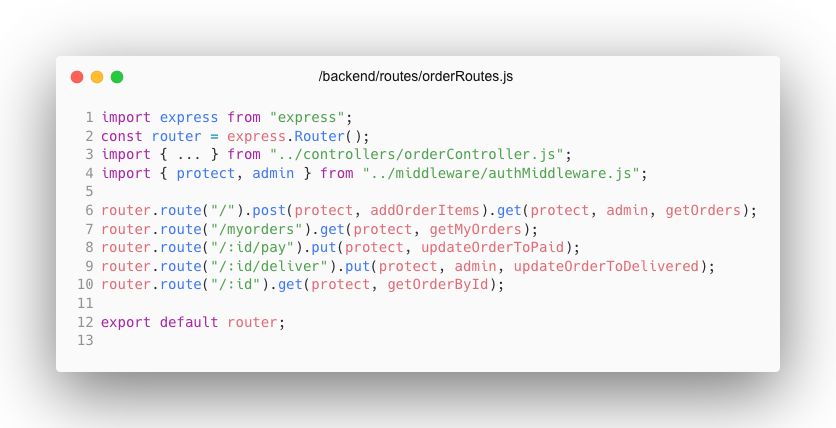 /backend/routes/orderRoutes.js
1 import express from "express";
2 const router = express.Router();
3 import { ... } from "../controllers/orderController.js";
4 import { protect, admin } from "../middleware/authMiddleware.js";
5
6 router.route("/").post(protect, addOrderItems).get(protect, admin, getOrders);
7 router.route("/myorders").get(protect, getMyOrders);
8 router.route("/:id/pay").put(protect, updateOrderToPaid);
9 router.route("/:id/deliver").put(protect, admin, updateOrderToDelivered);
10 router.route("/:id").get(protect, getOrderById);
11
12 export default router;
13